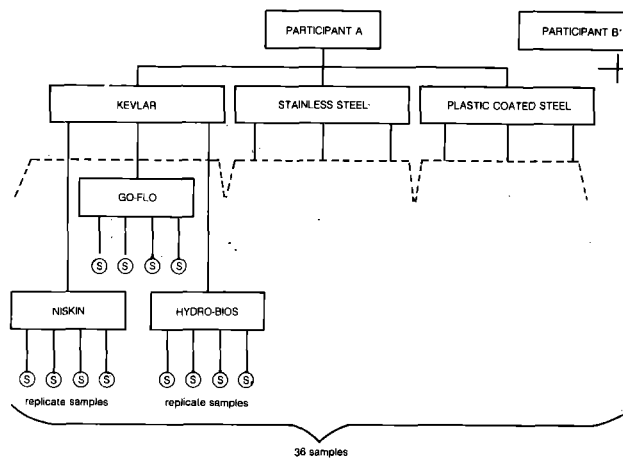 PARTICIPANT A
PARTICIPANT B
KEVLAR
STAINLESS STEEL
PLASTIC COATED STEEL
GO-FLO
S S S S
NISKIN
HYDRO-BIOS
S S S S
S S S S
replicate samples
replicate samples
36 samples